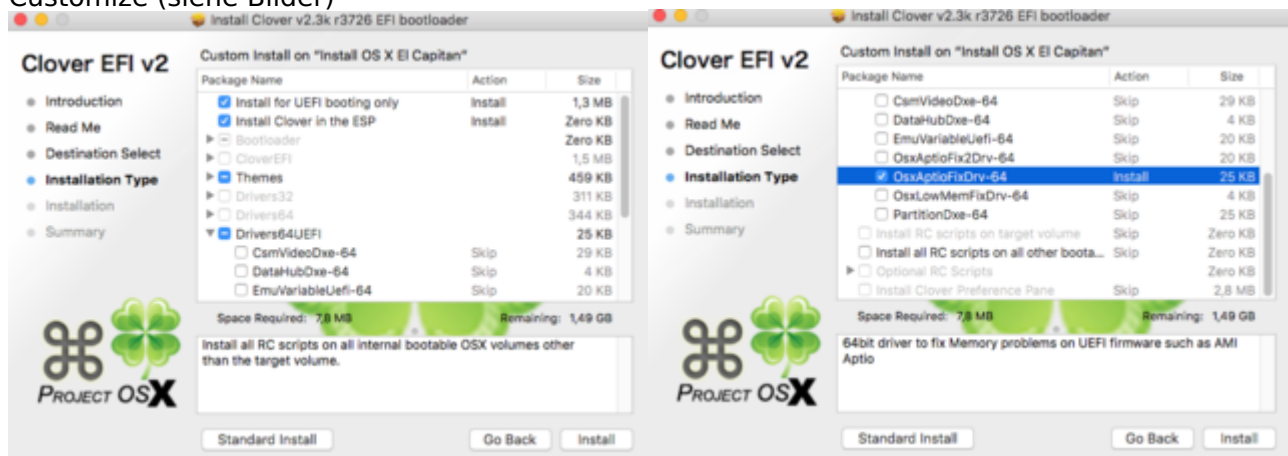 Customize (siehe Bilder)
Install Clover v2.3k r3726 EFI bootloader
Clover EFI v2
Introduction
Read Me
Destination Select
Installation Type
Installation
Summary
PROJECT OSX
Custom Install on "Install OS X El Capitan"
Package Name Action Size
Install for UEFI booting only Install 1,3 MB
Install Clover in the ESP Install Zero KB
Bootloader Zero KB
CloverEFI 1,5 MB
Themes 459 KB
Drivers32 311 KB
Drivers64 344 KB
Drivers64UEFI 25 KB
CsmVideoDxe-64 Skip 29 KB
DataHubDxe-64 Skip 4 KB
EmuVariableUefi-64 Skip 20 KB
Space Required: 7,8 MB Remaining: 1,49 GB
Install all RC scripts on all internal bootable OSX volumes other
than the target volume.
Standard Install Go Back Install
Install Clover v2.3k r3726 EFI bootloader
Clover EFI v2
Introduction
Read Me
Destination Select
Installation Type
Installation
Summary
PROJECT OSX
Custom Install on "Install OS X El Capitan"
Package Name Action Size
CsmVideoDxe-64 Skip 29 KB
DataHubDxe-64 Skip 4 KB
EmuVariableUefi-64 Skip 20 KB
OsxAptioFix2Drv-64 Skip 20 KB
OsxAptioFixDrv-64 Install 25 KB
OsxLowMemFixDrv-64 Skip 4 KB
PartitionDxe-64 Skip 25 KB
Install RC scripts on target volume Skip Zero KB
Install all RC scripts on all other boota... Skip Zero KB
Optional RC Scripts Zero KB
Install Clover Preference Pane Skip 2,8 MB
Space Required: 7,8 MB Remaining: 1,49 GB
64bit driver to fix Memory problems on UEFI firmware such as AMI
Aptio
Standard Install Go Back Install